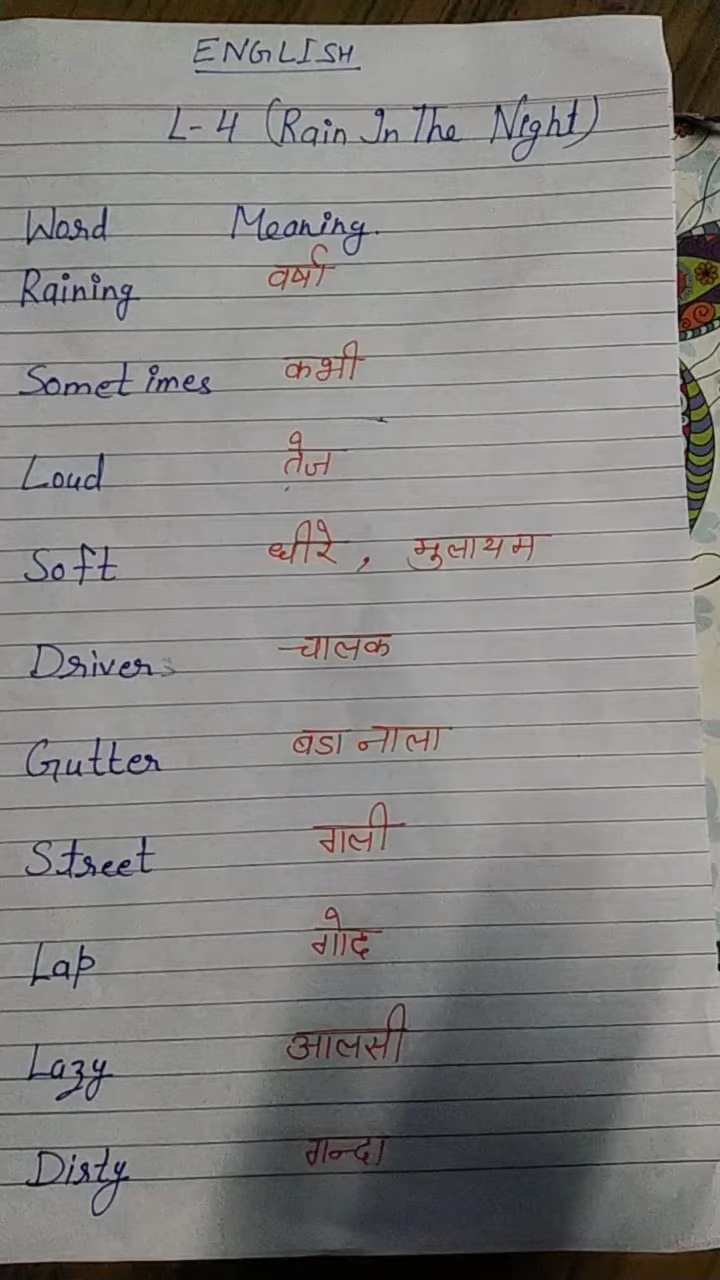 ENGLISH
L-4 (Rain In The Night)
Word Meaning.
Raining वर्षा
Sometimes कभी
Loud तेज
Soft धीरे , मुलायम
Driver चालक
Gutter बडा नाला
Street गली
Lap गोद
Lazy आलसी
Dirty गन्दा